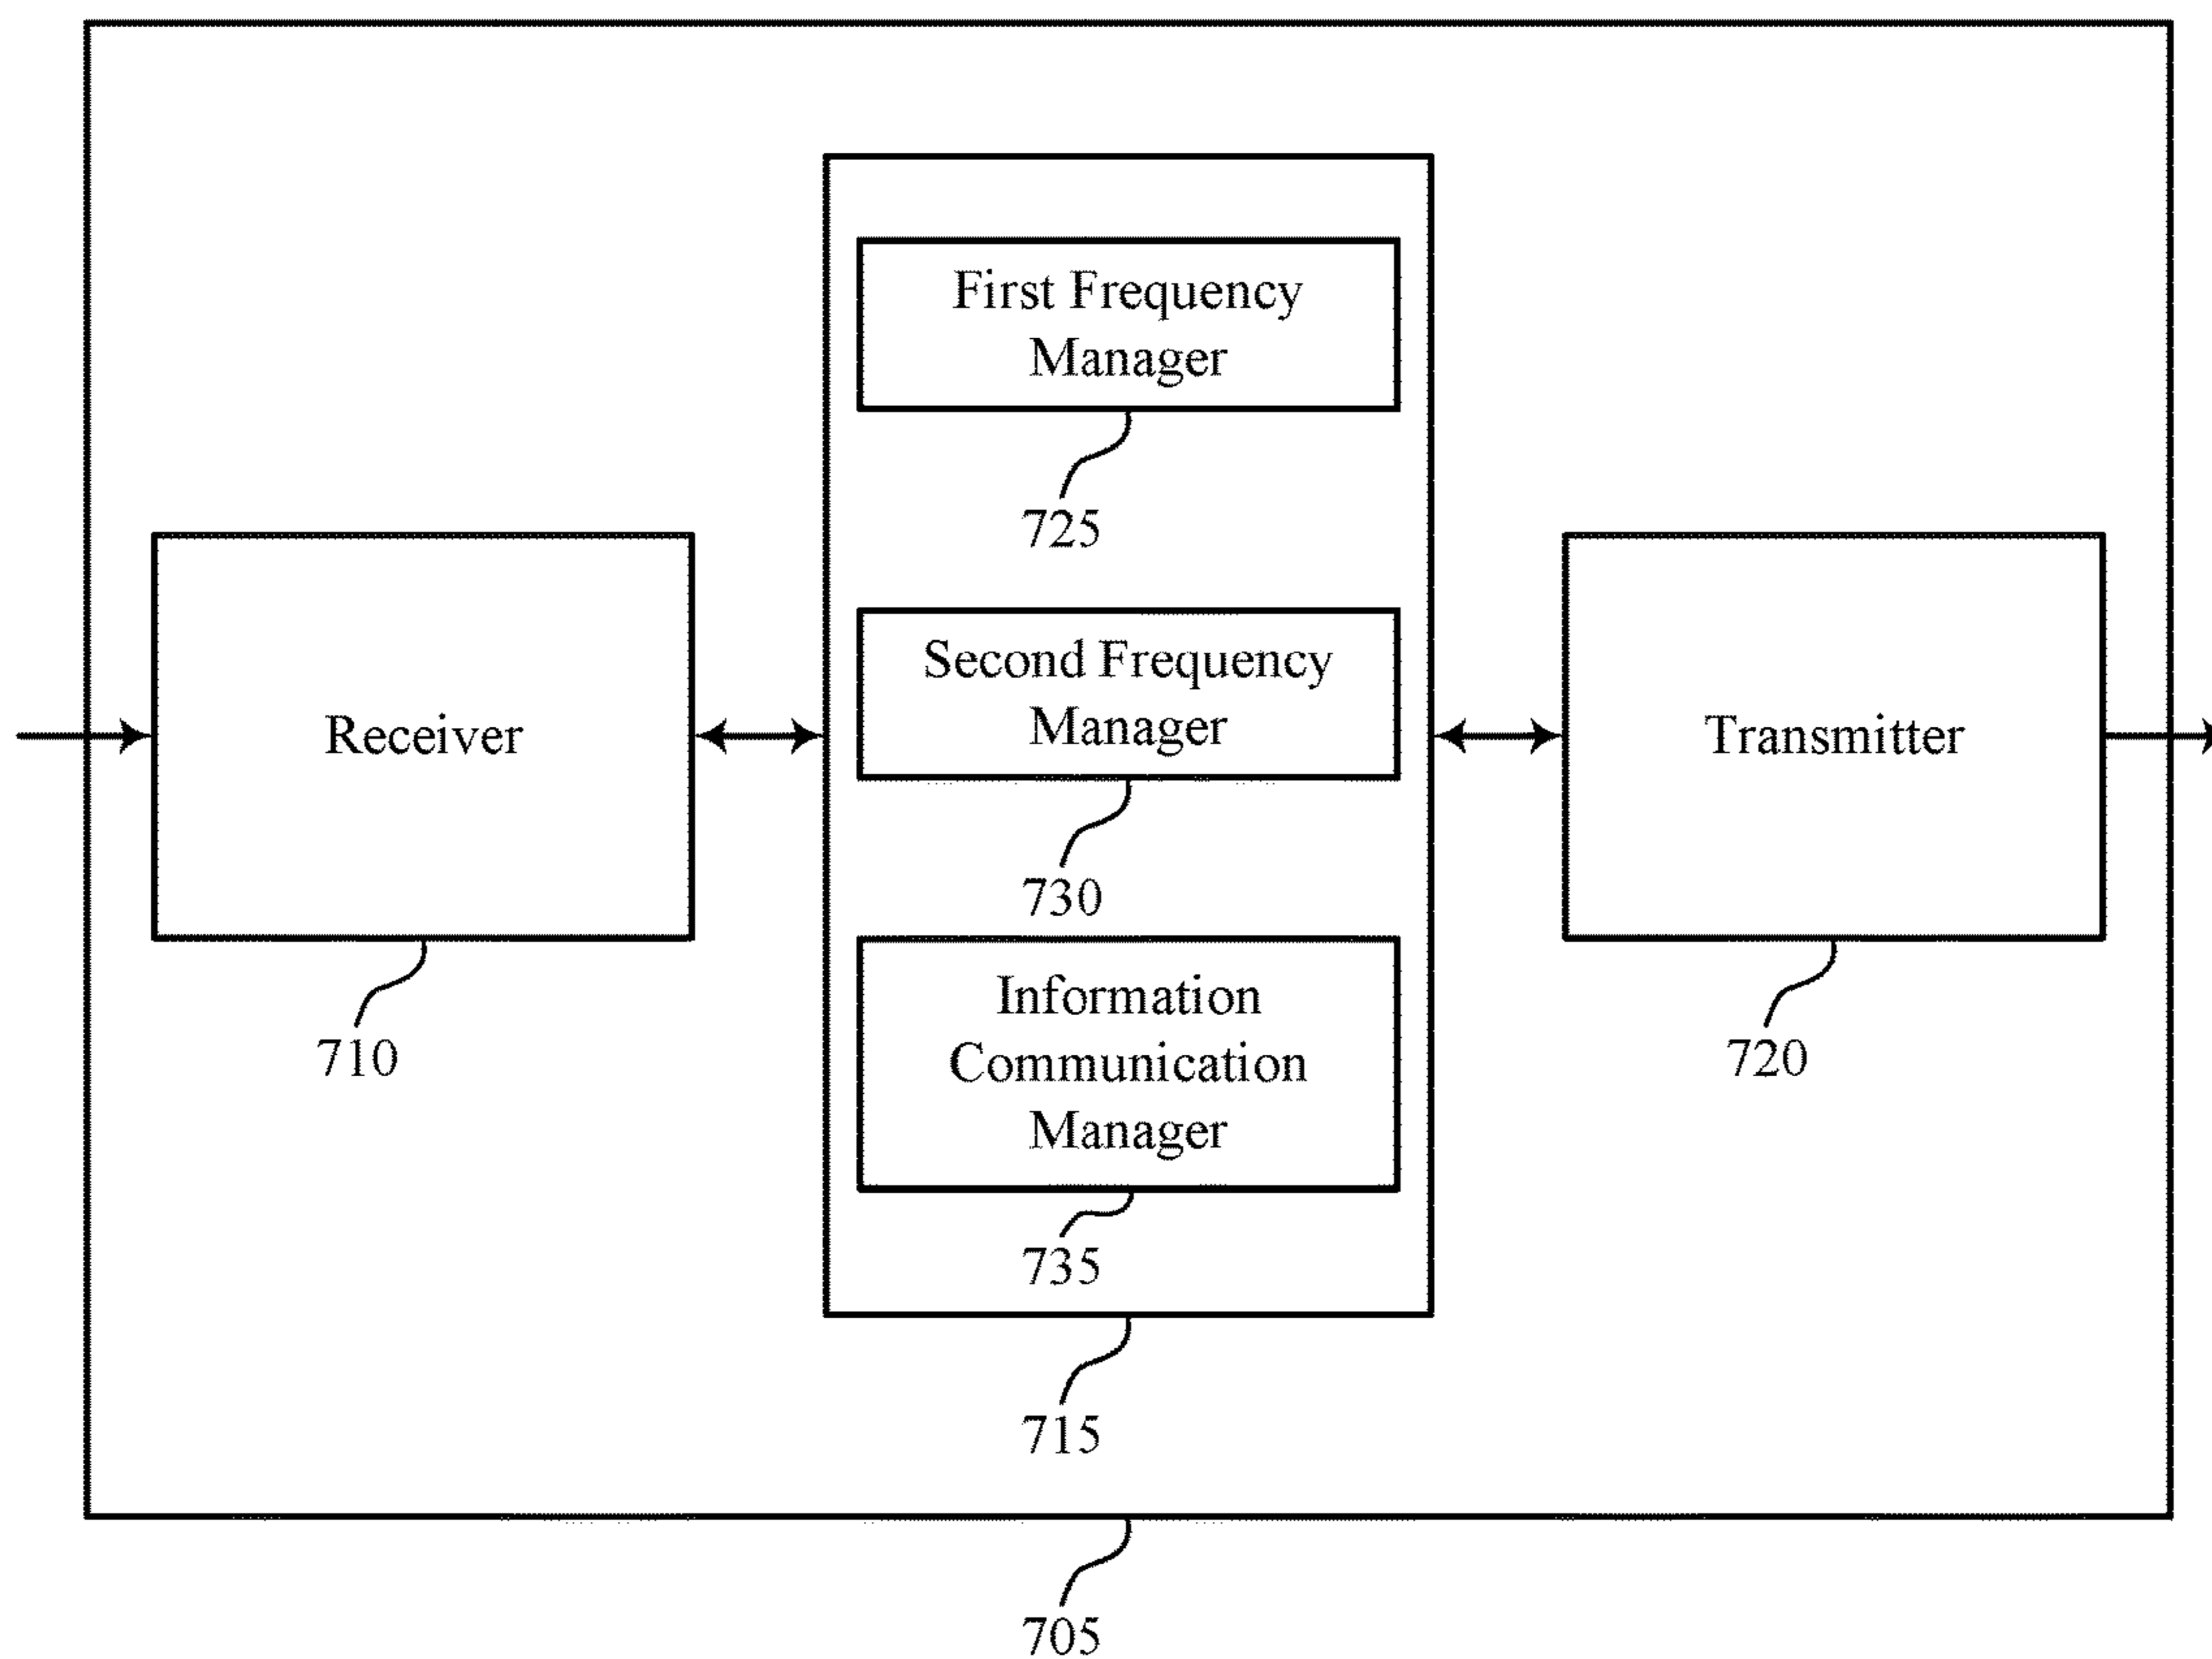 First Frequency
Manager
725
Second Frequency
Manager
730
Receiver
710
Information
Communication
Manager
735
Transmitter
720
715
705